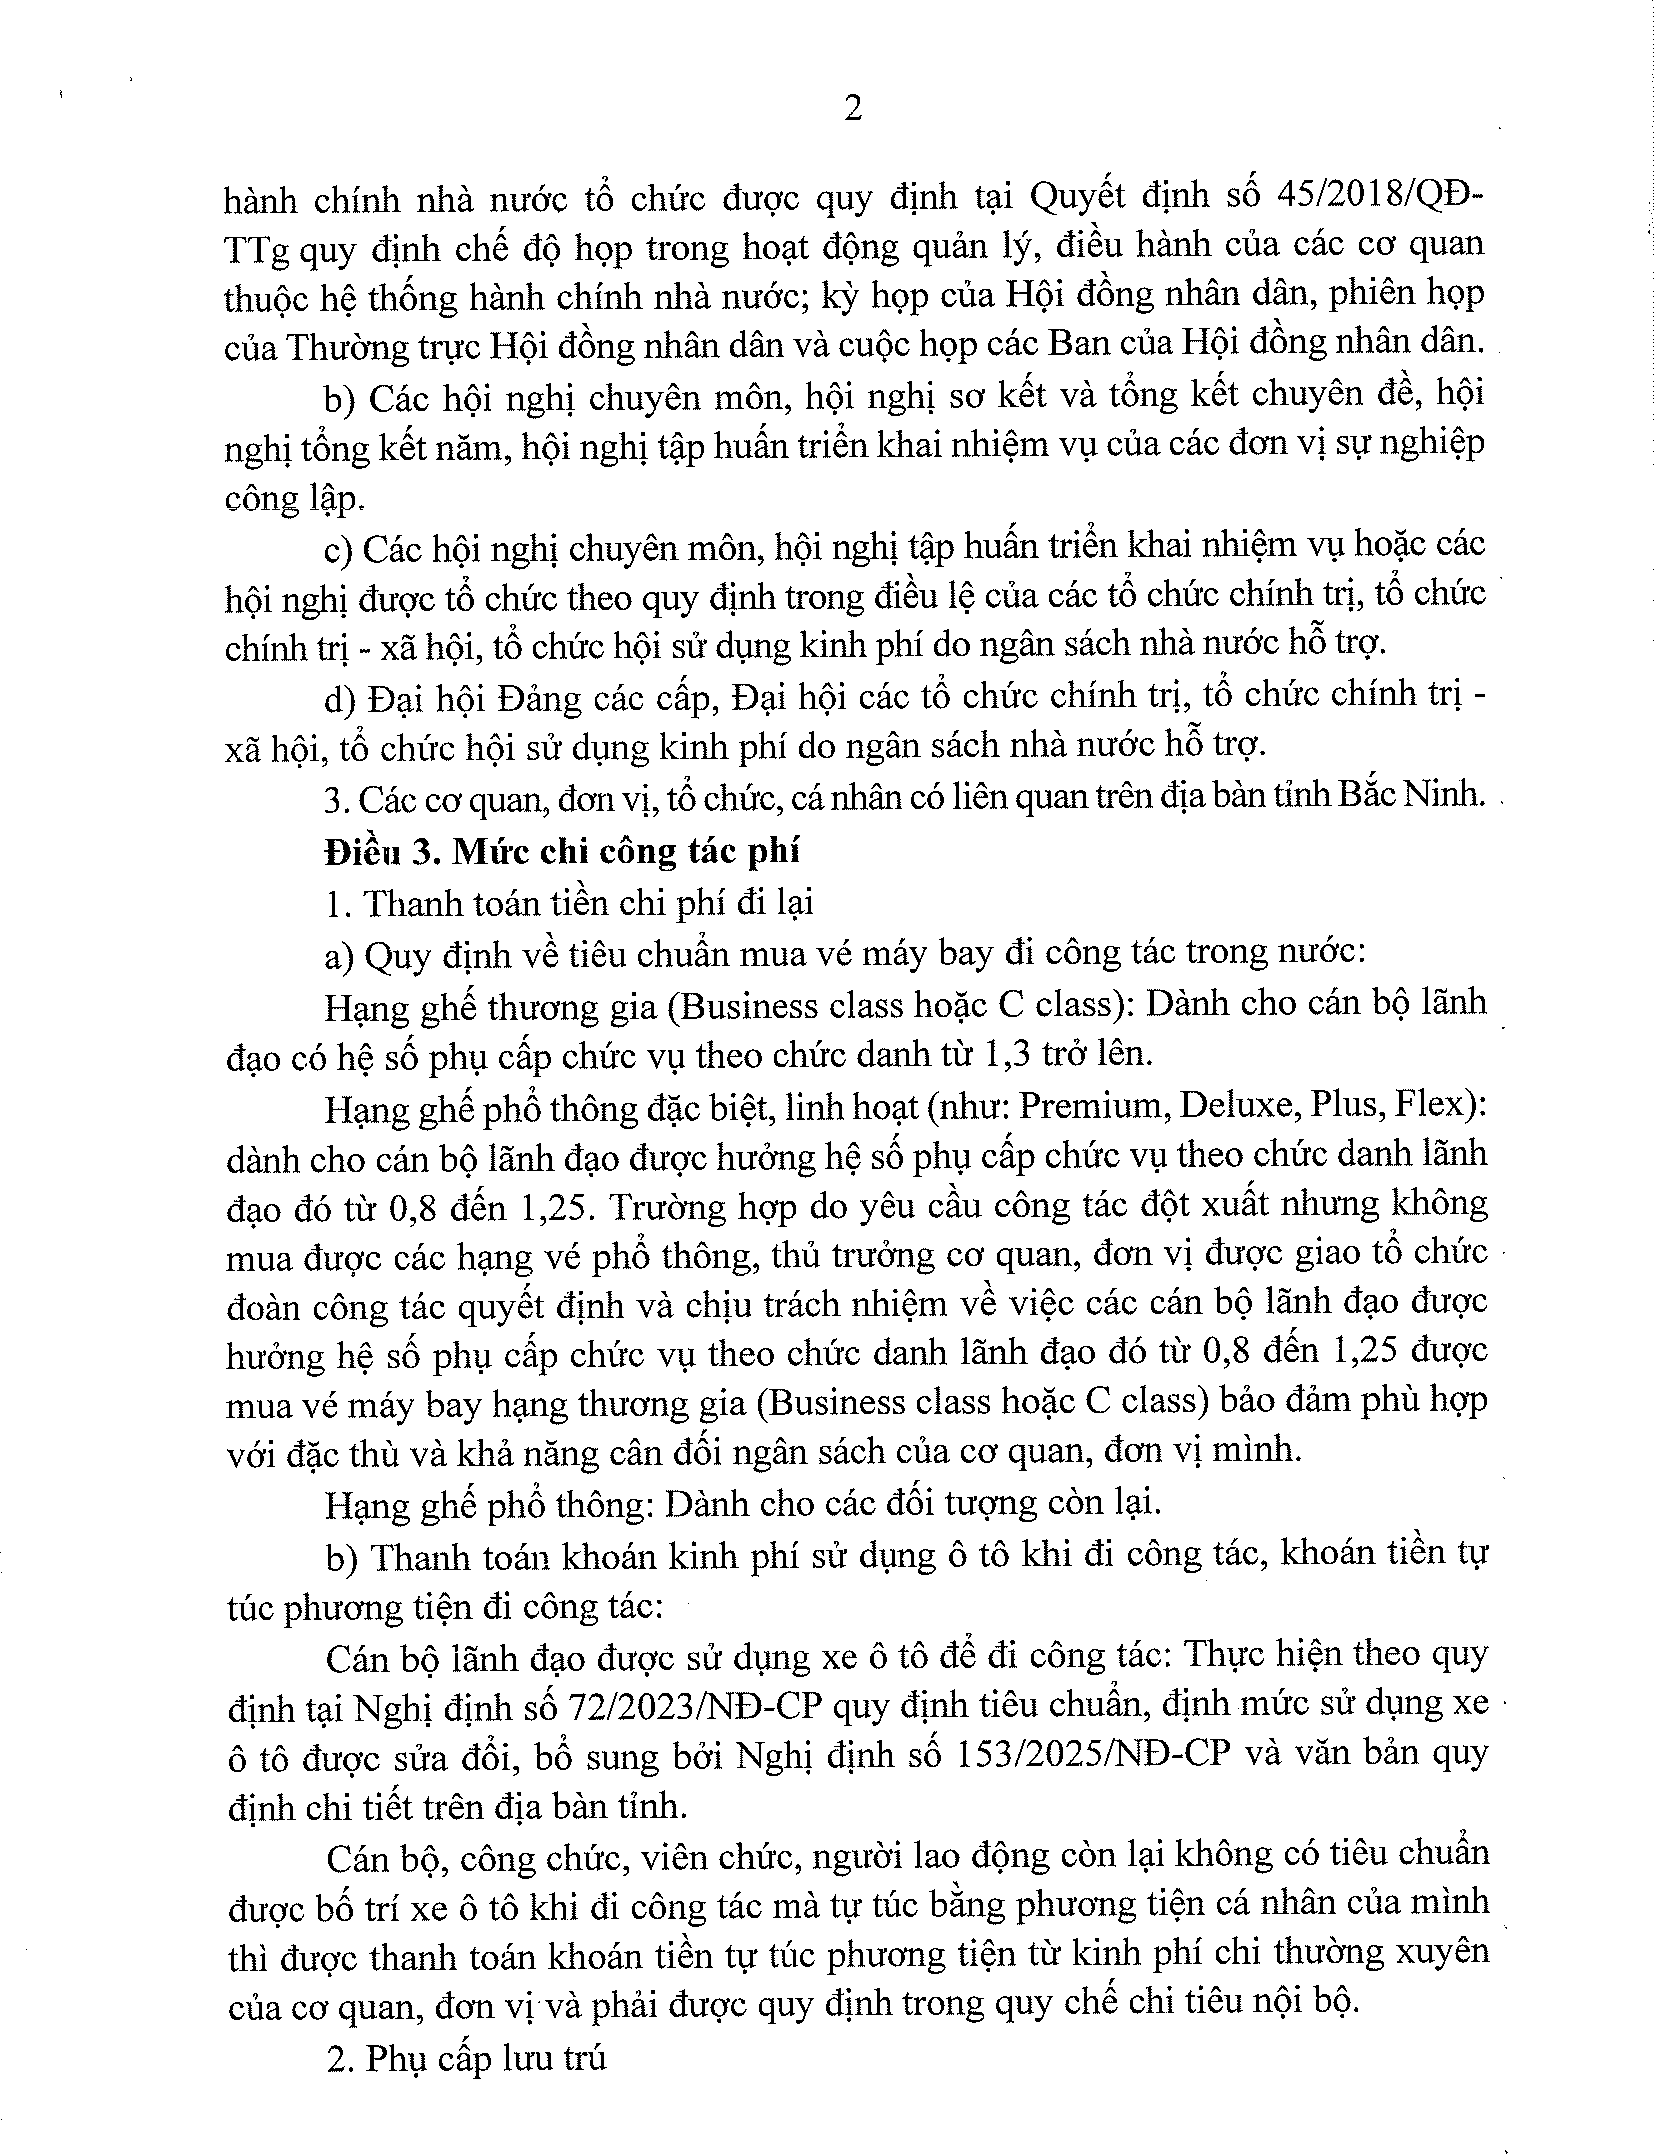 2
hành chính nhà nước tổ chức được quy định tại Quyết định số 45/2018/QĐ-
TTg quy định chế độ họp trong hoạt động quản lý, điều hành của các cơ quan
thuộc hệ thống hành chính nhà nước; kỳ họp của Hội đồng nhân dân, phiên họp
của Thường trực Hội đồng nhân dân và cuộc họp các Ban của Hội đồng nhân dân.
b) Các hội nghị chuyên môn, hội nghị sơ kết và tổng kết chuyên đề, hội
nghị tổng kết năm, hội nghị tập huấn triển khai nhiệm vụ của các đơn vị sự nghiệp
công lập.
c) Các hội nghị chuyên môn, hội nghị tập huấn triển khai nhiệm vụ hoặc các
hội nghị được tổ chức theo quy định trong điều lệ của các tổ chức chính trị, tổ chức
chính trị - xã hội, tổ chức hội sử dụng kinh phí do ngân sách nhà nước hỗ trợ.
d) Đại hội Đảng các cấp, Đại hội các tổ chức chính trị, tổ chức chính trị -
xã hội, tổ chức hội sử dụng kinh phí do ngân sách nhà nước hỗ trợ.
3. Các cơ quan, đơn vị, tổ chức, cá nhân có liên quan trên địa bàn tỉnh Bắc Ninh.
Điều 3. Mức chi công tác phí
1. Thanh toán tiền chi phí đi lại
a) Quy định về tiêu chuẩn mua vé máy bay đi công tác trong nước:
Hạng ghế thương gia (Business class hoặc C class): Dành cho cán bộ lãnh
đạo có hệ số phụ cấp chức vụ theo chức danh từ 1,3 trở lên.
Hạng ghế phổ thông đặc biệt, linh hoạt (như: Premium, Deluxe, Plus, Flex):
dành cho cán bộ lãnh đạo được hưởng hệ số phụ cấp chức vụ theo chức danh lãnh
đạo đó từ 0,8 đến 1,25. Trường hợp do yêu cầu công tác đột xuất nhưng không
mua được các hạng vé phổ thông, thủ trưởng cơ quan, đơn vị được giao tổ chức
đoàn công tác quyết định và chịu trách nhiệm về việc các cán bộ lãnh đạo được
hưởng hệ số phụ cấp chức vụ theo chức danh lãnh đạo đó từ 0,8 đến 1,25 được
mua vé máy bay hạng thương gia (Business class hoặc C class) bảo đảm phù hợp
với đặc thù và khả năng cân đối ngân sách của cơ quan, đơn vị mình.
Hạng ghế phổ thông: Dành cho các đối tượng còn lại.
b) Thanh toán khoán kinh phí sử dụng ô tô khi đi công tác, khoán tiền tự
túc phương tiện đi công tác:
Cán bộ lãnh đạo được sử dụng xe ô tô để đi công tác: Thực hiện theo quy
định tại Nghị định số 72/2023/NĐ-CP quy định tiêu chuẩn, định mức sử dụng xe
ô tô được sửa đổi, bổ sung bởi Nghị định số 153/2025/NĐ-CP và văn bản quy
định chi tiết trên địa bàn tỉnh.
Cán bộ, công chức, viên chức, người lao động còn lại không có tiêu chuẩn
được bố trí xe ô tô khi đi công tác mà tự túc bằng phương tiện cá nhân của mình
thì được thanh toán khoán tiền tự túc phương tiện từ kinh phí chi thường xuyên
của cơ quan, đơn vị và phải được quy định trong quy chế chi tiêu nội bộ.
2. Phụ cấp lưu trú